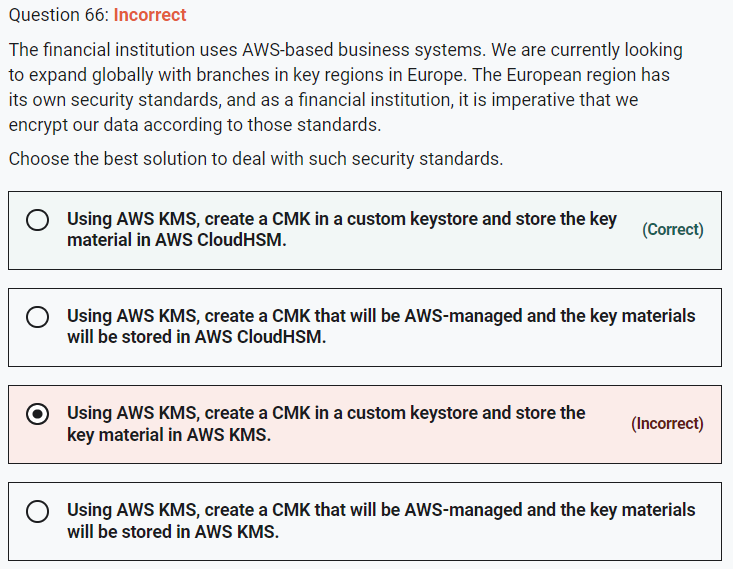 Question 66: Incorrect
The financial institution uses AWS-based business systems. We are currently looking
to expand globally with branches in key regions in Europe. The European region has
its own security standards, and as a financial institution, it is imperative that we
encrypt our data according to those standards.
Choose the best solution to deal with such security standards.
Using AWS KMS, create a CMK in a custom keystore and store the key
material in AWS CloudHSM.
(Correct)
Using AWS KMS, create a CMK that will be AWS-managed and the key materials
will be stored in AWS CloudHSM.
Using AWS KMS, create a CMK in a custom keystore and store the
key material in AWS KMS.
(Incorrect)
Using AWS KMS, create a CMK that will be AWS-managed and the key materials
will be stored in AWS KMS.